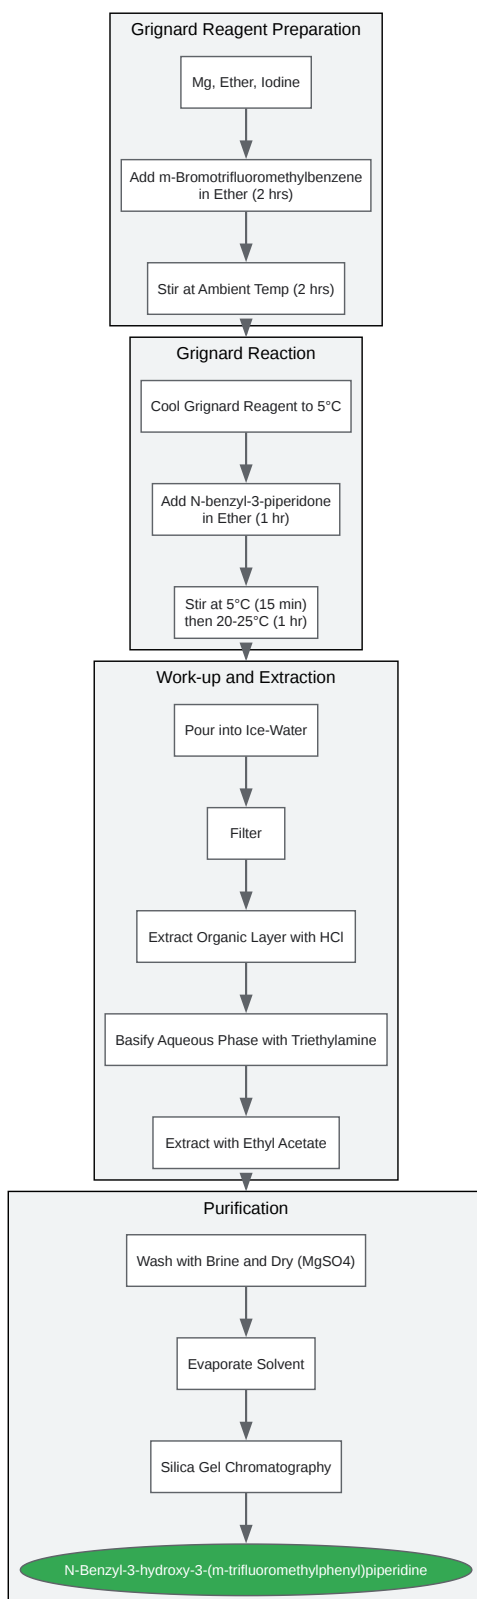 Grignard Reagent Preparation
Mg, Ether, Iodine
Add m-Bromotrifluoromethylbenzene
in Ether (2 hrs)
Stir at Ambient Temp (2 hrs)
Grignard Reaction
Cool Grignard Reagent to 5°C
Add N-benzyl-3-piperidone
in Ether (1 hr)
Stir at 5°C (15 min)
then 20-25°C (1 hr)
Work-up and Extraction
Pour into Ice-Water
Filter
Extract Organic Layer with HCl
Basify Aqueous Phase with Triethylamine
Extract with Ethyl Acetate
Purification
Wash with Brine and Dry (MgSO4)
Evaporate Solvent
Silica Gel Chromatography
N-Benzyl-3-hydroxy-3-(m-trifluoromethylphenyl)piperidine